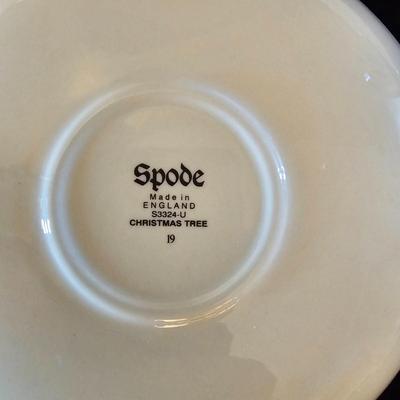 Spode
Made in
ENGLAND
S3324-U
CHRISTMAS TREE
19